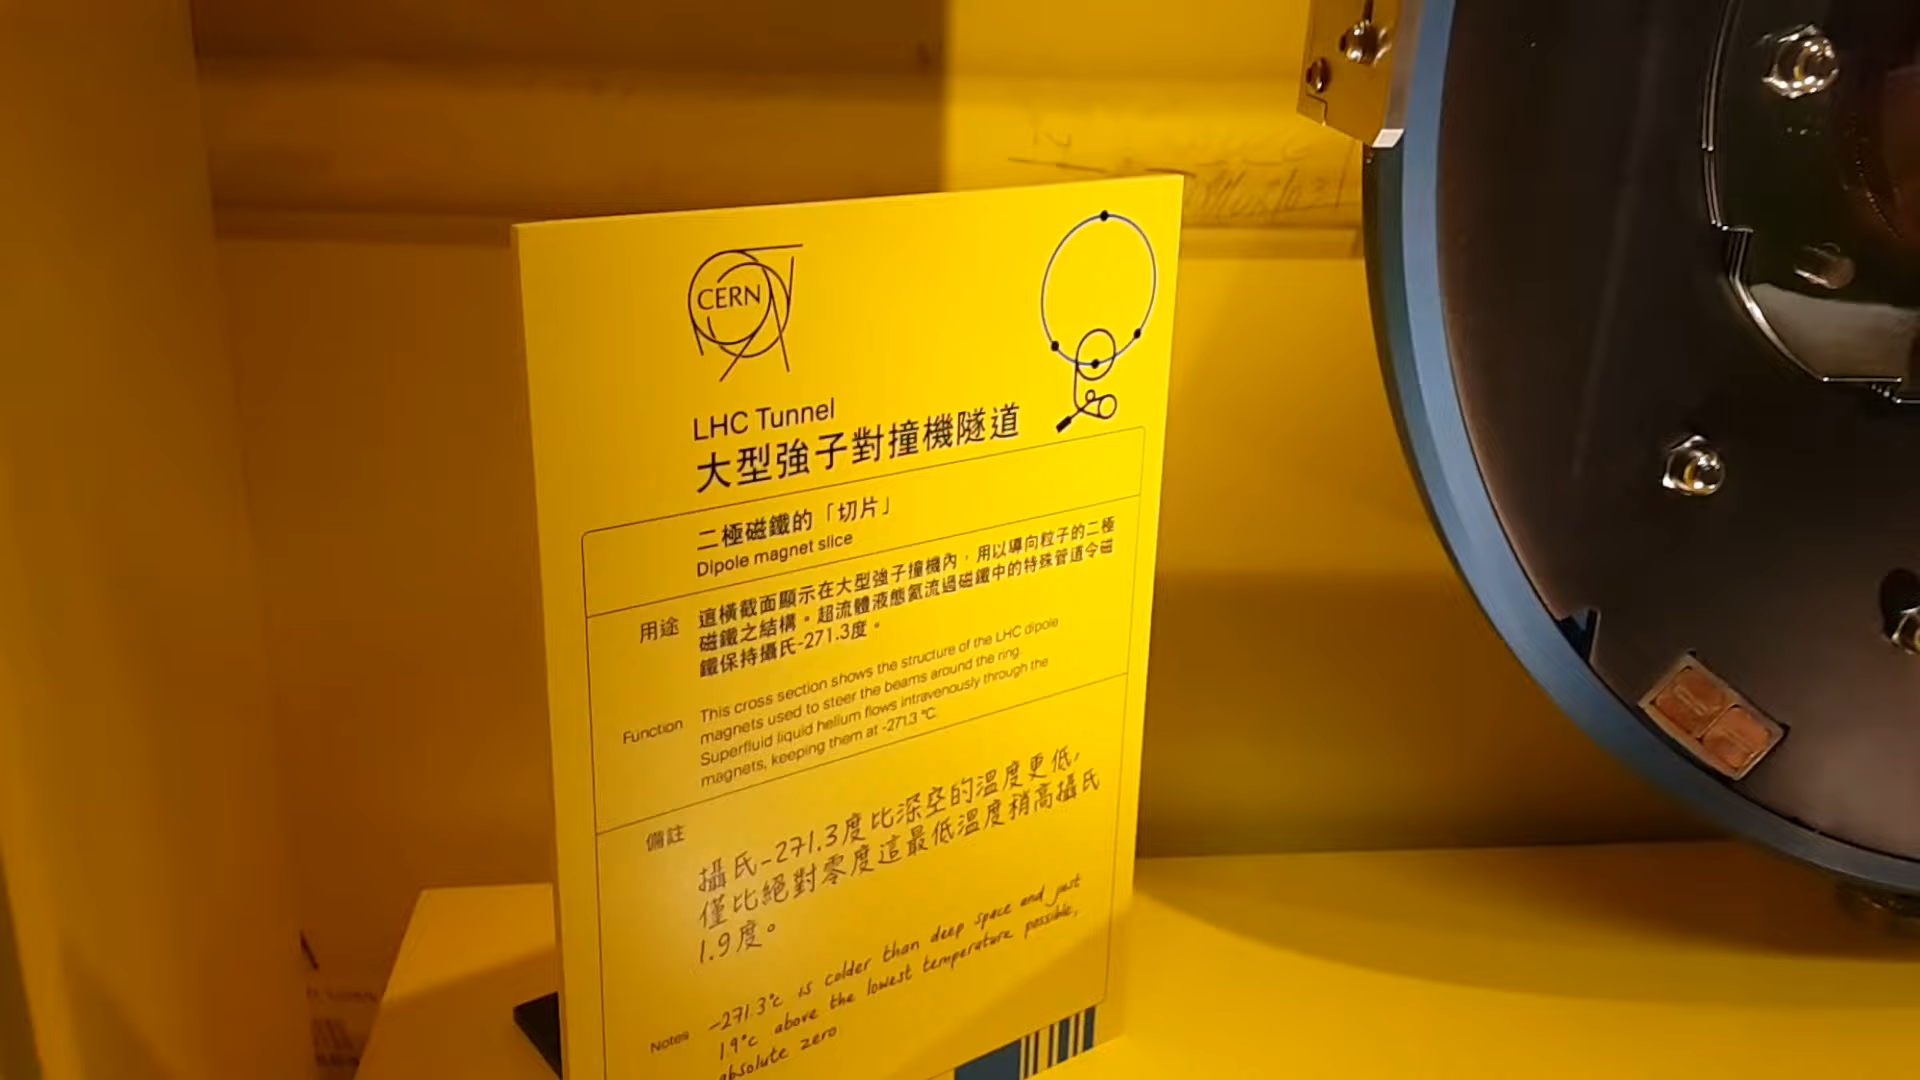 CERN
LHC Tunnel
大型強子對撞機隧道
二極磁鐵的「切片」
Dipole magnet slice
用途
這橫截面顯示在大型強子撞機內，用以導向粒子的二極
磁鐵之結構。超流體液態氦流過磁鐵中的特殊管道令磁
鐵保持攝氏-271.3度。
Function
This cross section shows the structure of the LHC dipole
magnets used to steer the beams around the ring.
Superfluid liquid helium flows intravenously through the
magnets, keeping them at -271.3 °C.
備註
攝氏-271.3度比深空的溫度更低,
僅比絕對零度這最低溫度稍高攝氏
1.9度。
Notes
-271.3°c is colder than deep space and just
1.9°c above the lowest temperature possible,
absolute zero